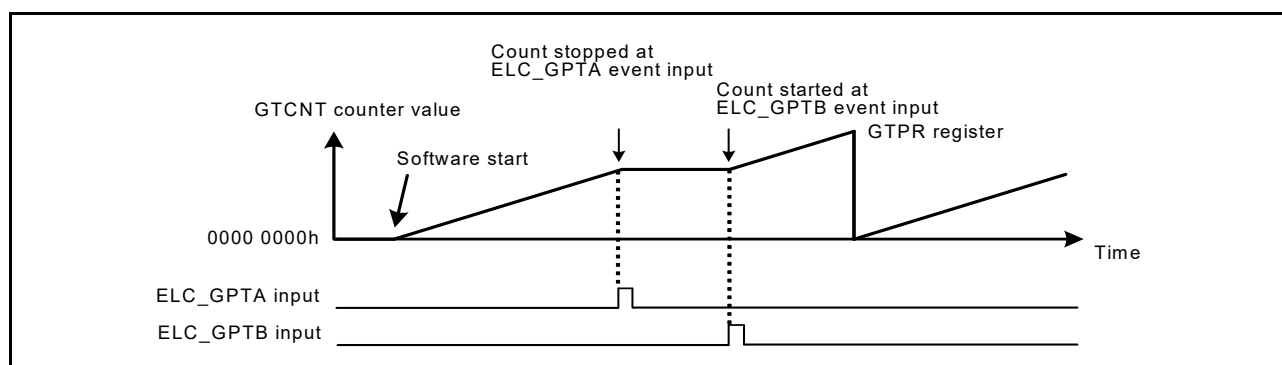 Count stopped at
ELC_GPTA event input
Count started at
ELC_GPTB event input
GTCNT counter value
GTPR register
Software start
0000 0000h
Time
ELC_GPTA input
ELC_GPTB input